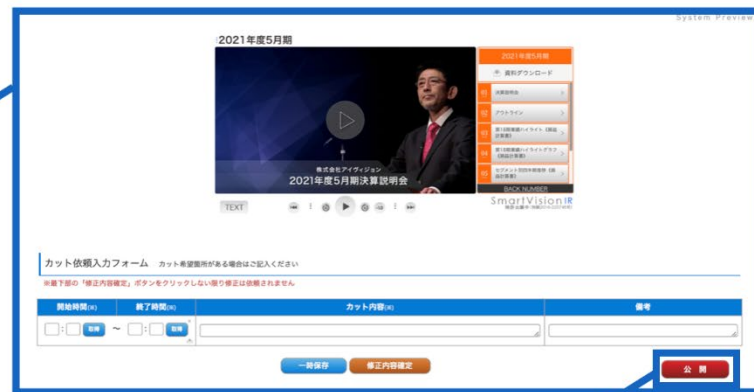 System Preview
2021年度5月期
2021年度5月期
資料ダウンロード
01 決算説明会
02 アウトライン
03
04
05
株式会社アイヴィジョン
2021年度5月期決算説明会
BACK NUMBER
SmartVision IR
TEXT
カット依頼入力フォーム カット希望箇所がある場合はご記入ください
※最下部の「修正内容確定」ボタンをクリックしない限り修正は依頼されません
開始時間(※) 終了時間(※) カット内容(※) 備考
: 取得 ～ : 取得
一時保存 修正内容確定
公 開